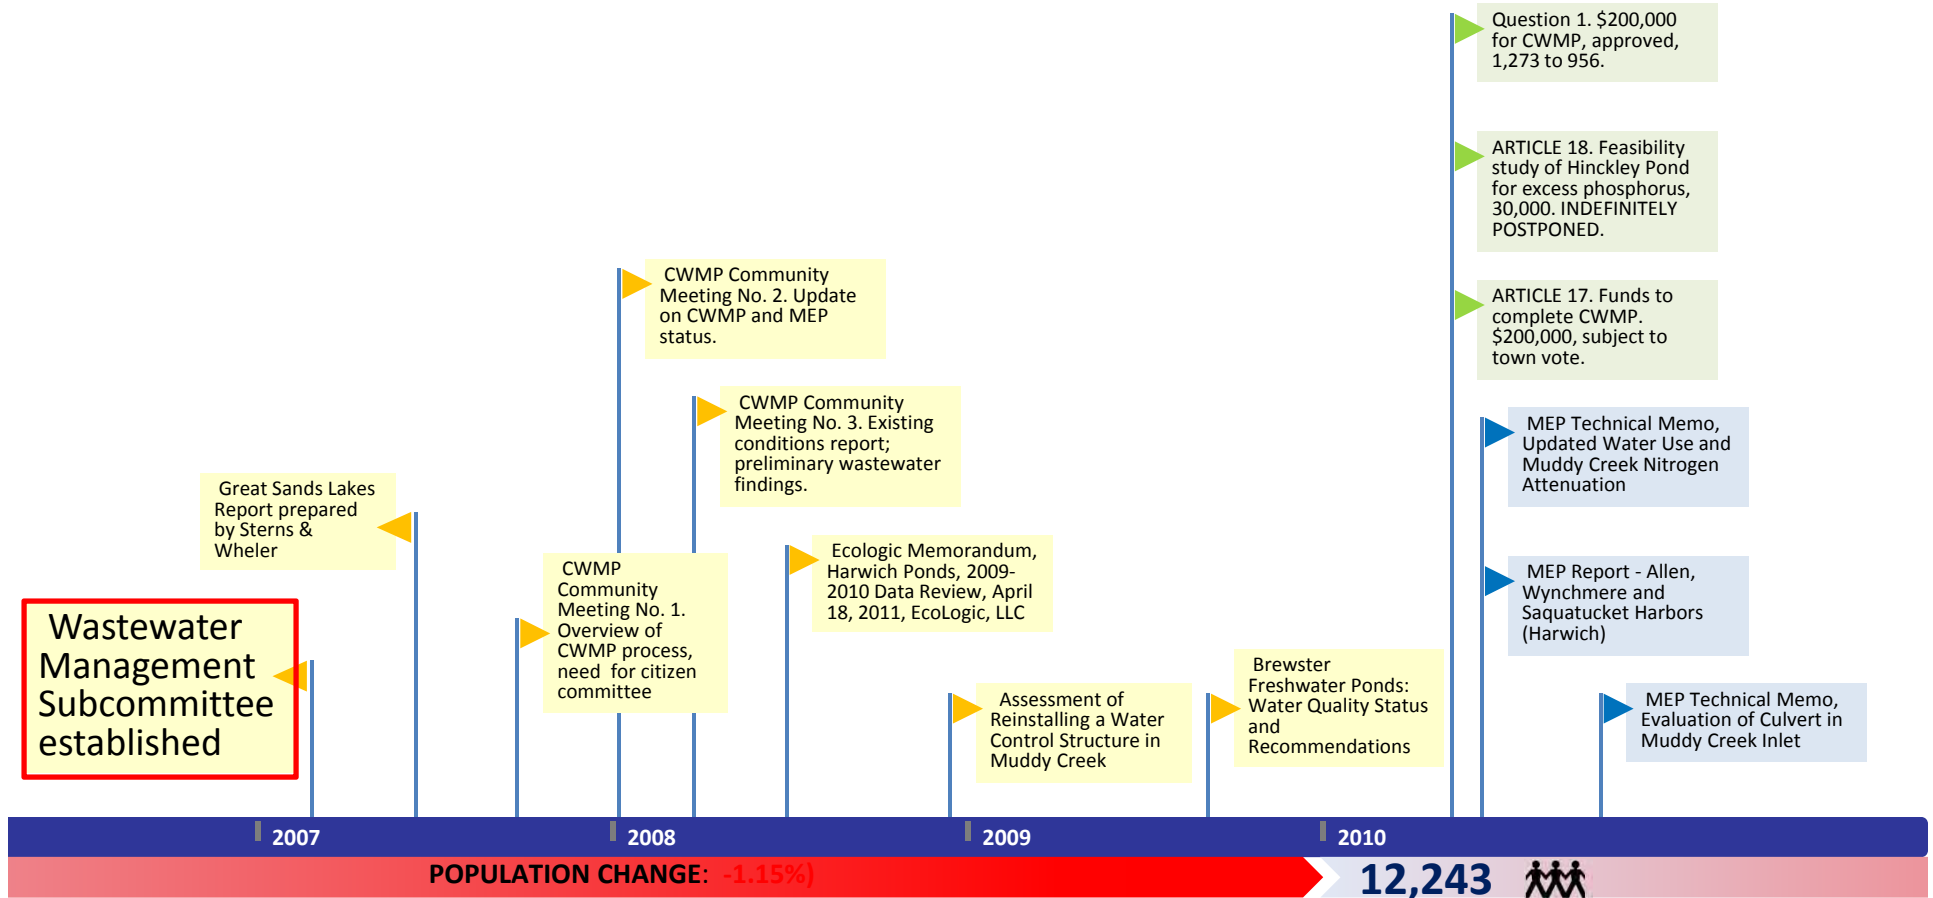 Question 1. $200,000
for CWMP, approved,
1,273 to 956.
ARTICLE 18. Feasibility
study of Hinckley Pond
for excess phosphorus,
30,000. INDEFINITELY
POSTPONED.
CWMP Community
Meeting No. 2. Update
on CWMP and MEP
status.
ARTICLE 17. Funds to
complete CWMP.
$200,000, subject to
town vote.
CWMP Community
Meeting No. 3. Existing
conditions report;
preliminary wastewater
findings.
MEP Technical Memo,
Updated Water Use and
Muddy Creek Nitrogen
Attenuation
Great Sands Lakes
Report prepared
by Sterns &
Wheler
CWMP
Community
Meeting No. 1.
Overview of
CWMP process,
need for citizen
committee
Ecologic Memorandum,
Harwich Ponds, 2009-
2010 Data Review, April
18, 2011, EcoLogic, LLC
MEP Report - Allen,
Wynchmere and
Saquatucket Harbors
(Harwich)
Wastewater
Management
Subcommittee
established
Assessment of
Reinstalling a Water
Control Structure in
Muddy Creek
Brewster
Freshwater Ponds:
Water Quality Status
and
Recommendations
MEP Technical Memo,
Evaluation of Culvert in
Muddy Creek Inlet
2007
2008
2009
2010
POPULATION CHANGE: -1.15%)
12,243